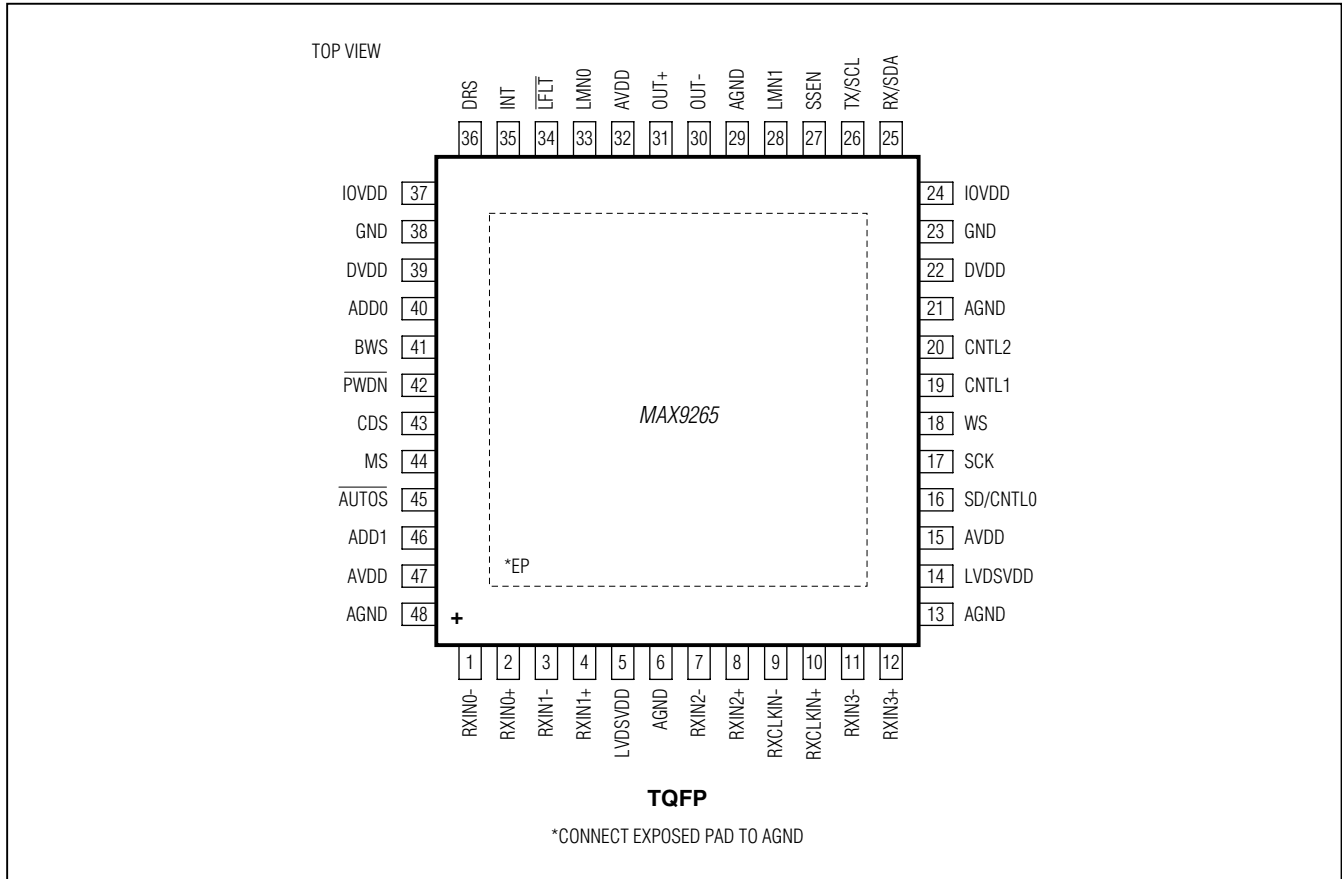 TOP VIEW
DRS
INT
LFLT
LMN0
AVDD
OUT+
OUT-
AGND
LMN1
SSEN
TX/SCL
RX/SDA
36 35 34 33 32 31 30 29 28 27 26 25
IOVDD 37
GND 38
DVDD 39
ADD0 40
BWS 41
PWDN 42
CDS 43
MS 44
AUTOS 45
ADD1 46
AVDD 47
AGND 48
24 IOVDD
23 GND
22 DVDD
21 AGND
20 CNTL2
19 CNTL1
18 WS
17 SCK
16 SD/CNTL0
15 AVDD
14 LVDSVDD
13 AGND
MAX9265
*EP
+
1 2 3 4 5 6 7 8 9 10 11 12
RXIN0-
RXIN0+
RXIN1-
RXIN1+
LVDSVDD
AGND
RXIN2-
RXIN2+
RXCLKIN-
RXCLKIN+
RXIN3-
RXIN3+
TQFP
*CONNECT EXPOSED PAD TO AGND